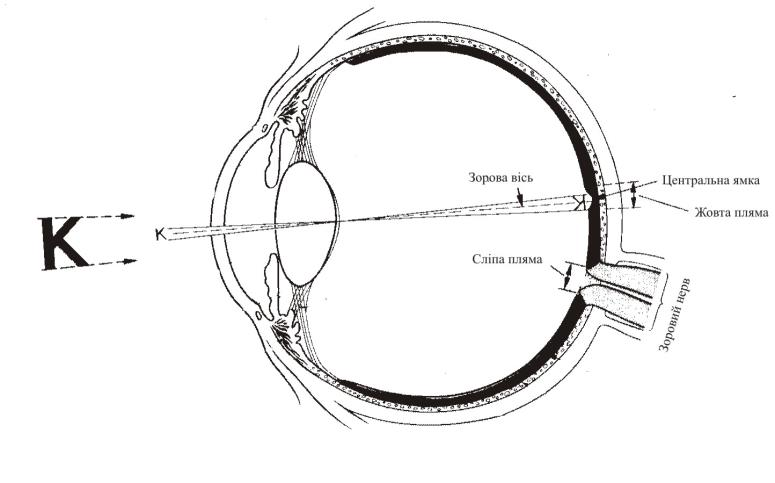 Зорова вісь
Центральна ямка
Жовта пляма
К
К
К
Сліпа пляма
Зоровий нерв